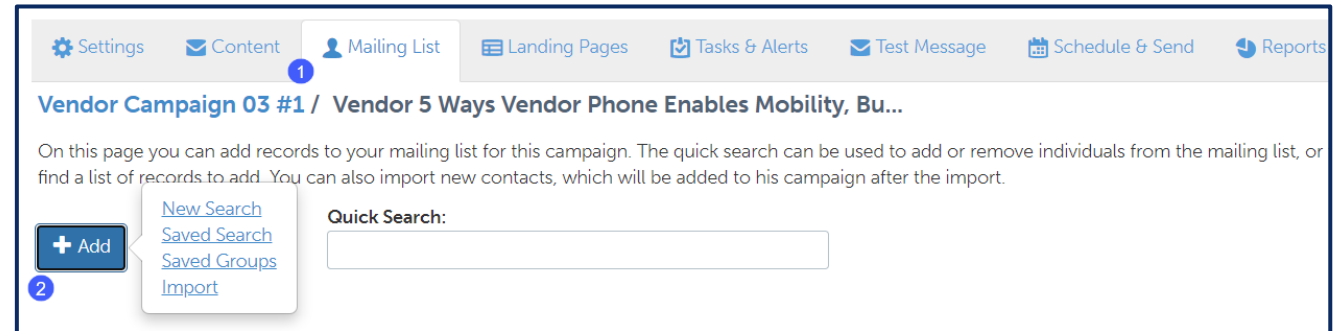 Settings Content Mailing List Landing Pages Tasks & Alerts Test Message Schedule & Send Reports
1
Vendor Campaign 03 #1 / Vendor 5 Ways Vendor Phone Enables Mobility, Bu...
On this page you can add records to your mailing list for this campaign. The quick search can be used to add or remove individuals from the mailing list, or
find a list of records to add. You can also import new contacts, which will be added to his campaign after the import.
New Search
Saved Search
Saved Groups
Import
Quick Search:
+ Add
2